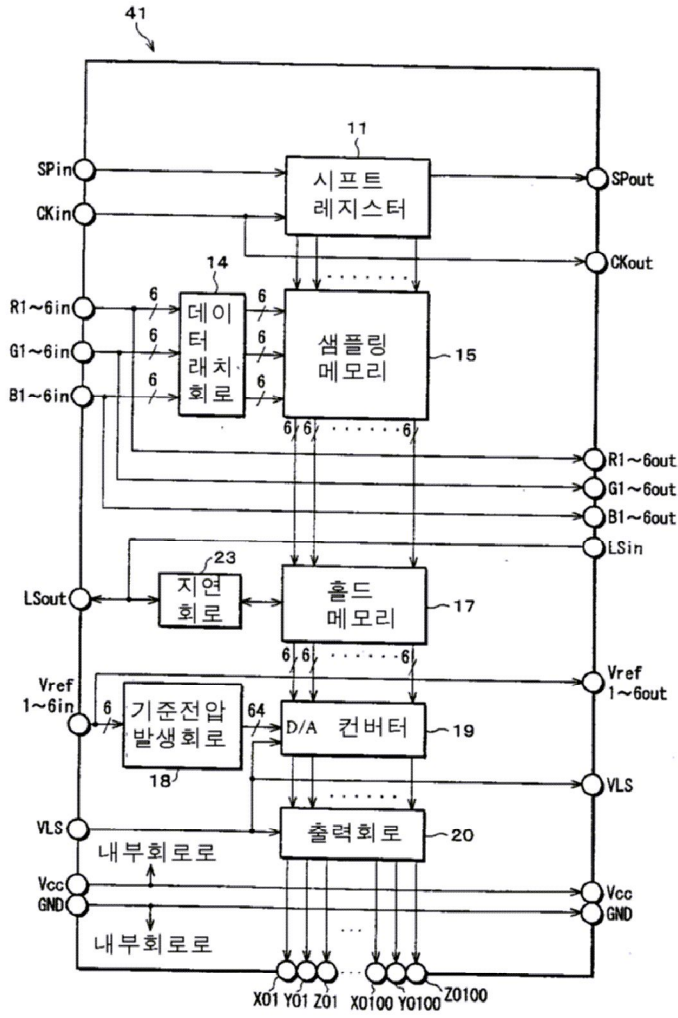 41
11
SPin
시프트
레지스터
SPout
CKin
CKout
14
R1~6in
6
데이
터
래치
회로
6
샘플링
메모리
15
G1~6in
6
6
B1~6in
6
6
6
6
6
R1~6out
G1~6out
B1~6out
LSin
23
LSout
지연
회로
홀드
메모리
17
6
6
6
Vref
1~6in
Vref
1~6out
6
기준전압
발생회로
18
64
D/A 컨버터
19
VLS
VLS
출력회로
20
내부회로로
Vcc
Vcc
GND
GND
내부회로로
X01 Y01 Z01 X0100 Y0100 Z0100